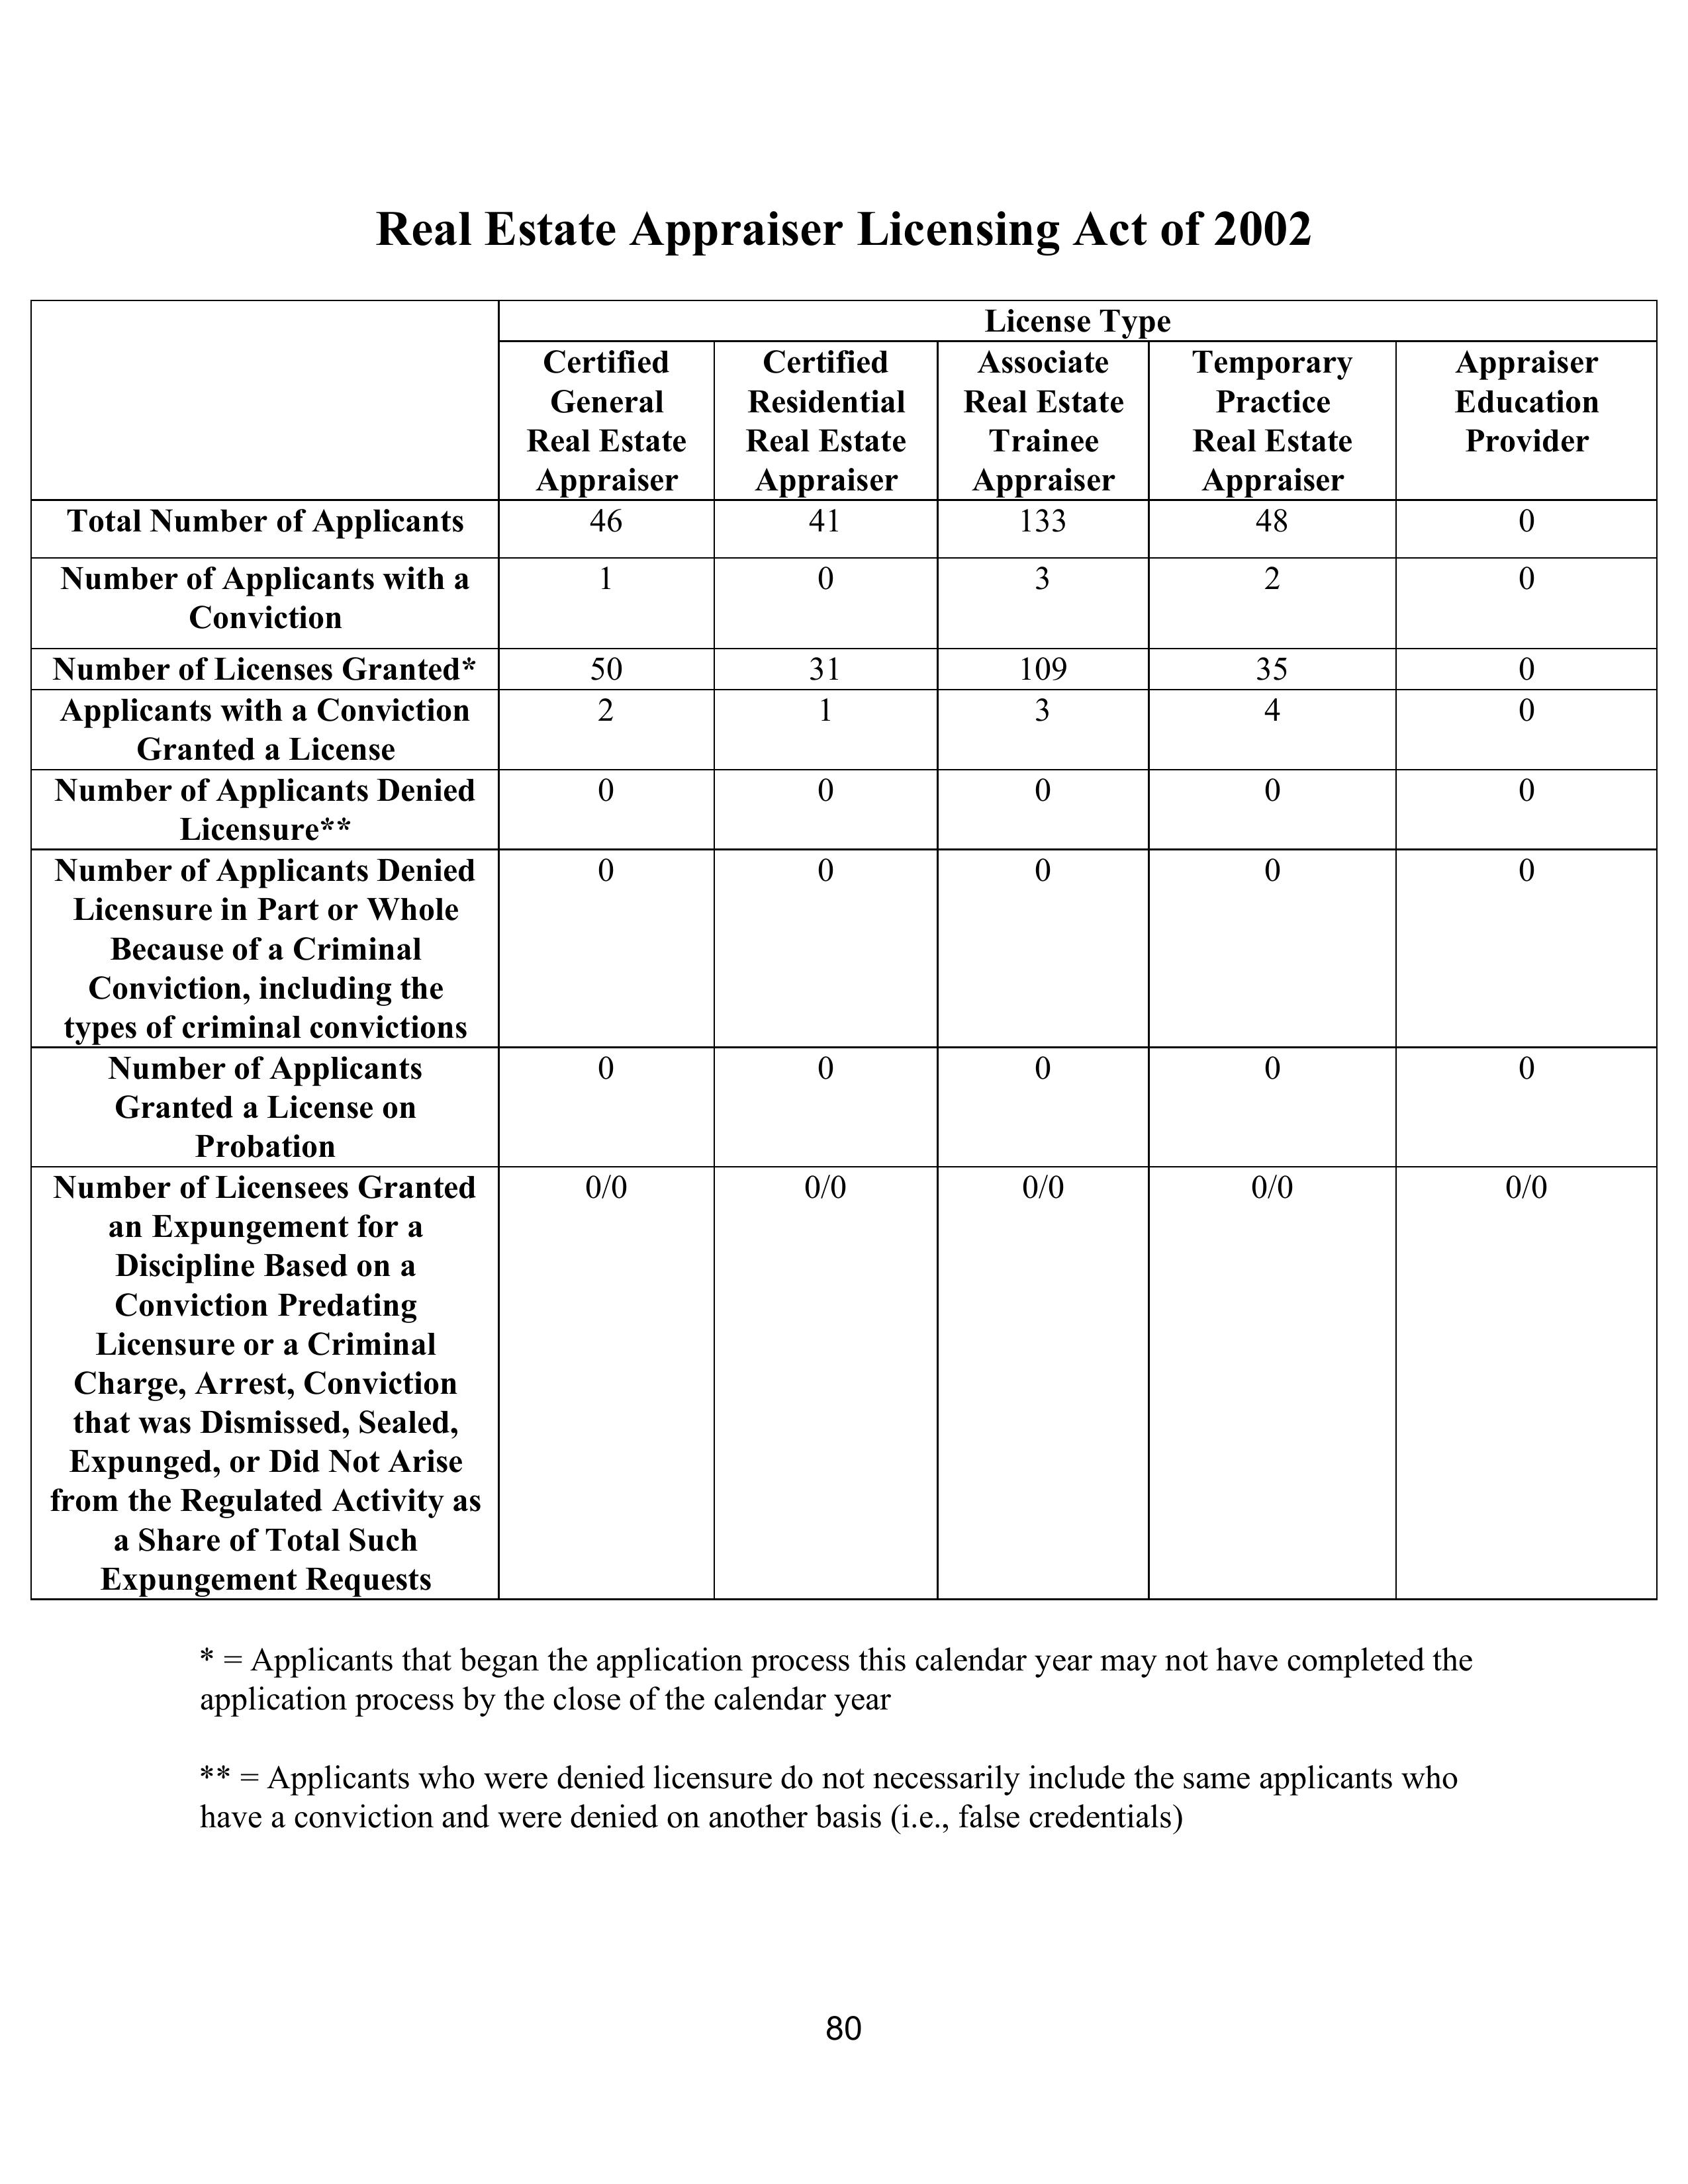 Real Estate Appraiser Licensing Act of 2002
License Type
Certified General Real Estate Appraiser
Certified Residential Real Estate Appraiser
Associate Real Estate Trainee Appraiser
Temporary Practice Real Estate Appraiser
Appraiser Education Provider
Total Number of Applicants 46 41 133 48 0
Number of Applicants with a
Conviction
1 0 3 2 0
Number of Licenses Granted* 50 31 109 35 0
Applicants with a Conviction
Granted a License
2 1 3 4 0
Number of Applicants Denied
Licensure**
0 0 0 0 0
Number of Applicants Denied
Licensure in Part or Whole
Because of a Criminal
Conviction, including the
types of criminal convictions
0 0 0 0 0
Number of Applicants
Granted a License on
Probation
0 0 0 0 0
Number of Licensees Granted
an Expungement for a
Discipline Based on a
Conviction Predating
Licensure or a Criminal
Charge, Arrest, Conviction
that was Dismissed, Sealed,
Expunged, or Did Not Arise
from the Regulated Activity as
a Share of Total Such
Expungement Requests
0/0 0/0 0/0 0/0 0/0
* = Applicants that began the application process this calendar year may not have completed the
application process by the close of the calendar year
** = Applicants who were denied licensure do not necessarily include the same applicants who
have a conviction and were denied on another basis (i.e., false credentials)
80